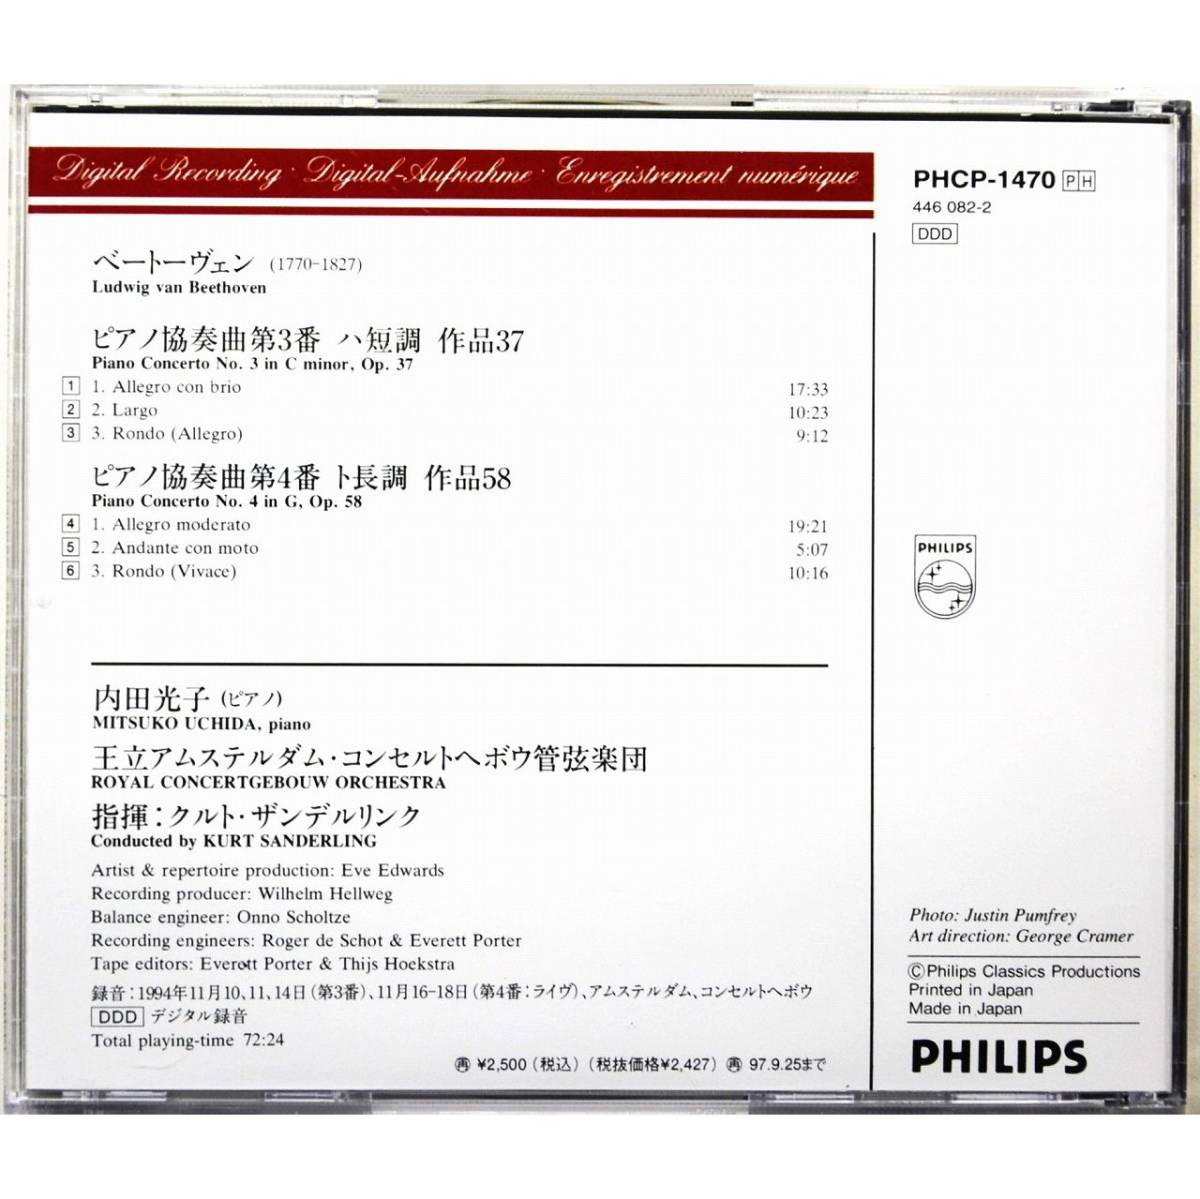 Digital Recording · Digital-Aufnahme · Enregistrement numérique
ベートーヴェン (1770-1827)
Ludwig van Beethoven
ピアノ協奏曲第3番 ハ短調 作品37
Piano Concerto No. 3 in C minor, Op. 37
1 1. Allegro con brio 17:33
2 2. Largo 10:23
3 3. Rondo (Allegro) 9:12
ピアノ協奏曲第4番 ト長調 作品58
Piano Concerto No. 4 in G, Op. 58
4 1. Allegro moderato 19:21
5 2. Andante con moto 5:07
6 3. Rondo (Vivace) 10:16
内田光子 (ピアノ)
MITSUKO UCHIDA, piano
王立アムステルダム・コンセルトヘボウ管弦楽団
ROYAL CONCERTGEBOUW ORCHESTRA
指揮：クルト・ザンデルリンク
Conducted by KURT SANDERLING
Artist & repertoire production: Eve Edwards
Recording producer: Wilhelm Hellweg
Balance engineer: Onno Scholtze
Recording engineers: Roger de Schot & Everett Porter
Tape editors: Everett Porter & Thijs Hoekstra
録音：1994年11月10、11、14日（第3番）、11月16-18日（第4番：ライヴ）、アムステルダム、コンセルトヘボウ
DDD デジタル録音
Total playing-time 72:24
㊢ ¥2,500（税込）（税抜価格¥2,427） ㊢ 97.9.25まで
PHCP-1470 PH
446 082-2
DDD
PHILIPS
Photo: Justin Pumfrey
Art direction: George Cramer
©Philips Classics Productions
Printed in Japan
Made in Japan
PHILIPS